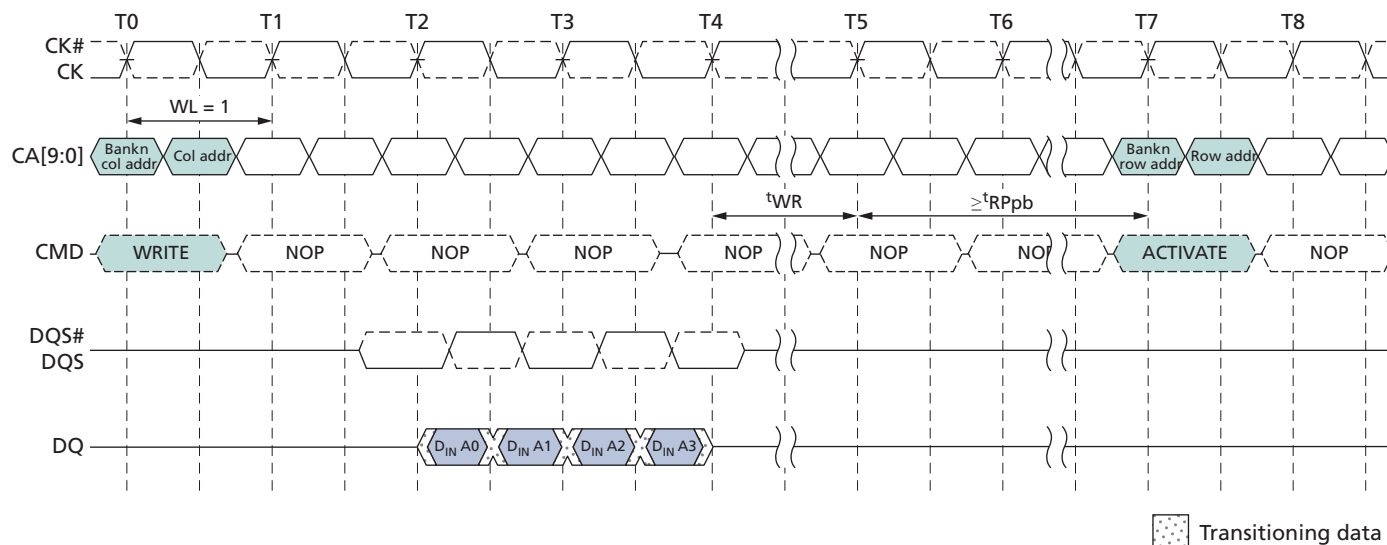 T0 T1 T2 T3 T4 T5 T6 T7 T8
CK#
CK
WL = 1
CA[9:0] Bankn col addr Col addr Bankn row addr Row addr
tWR ≥tRPpb
CMD WRITE NOP NOP NOP NOP NOP NOP ACTIVATE NOP
DQS#
DQS
DQ DIN A0 DIN A1 DIN A2 DIN A3
Transitioning data